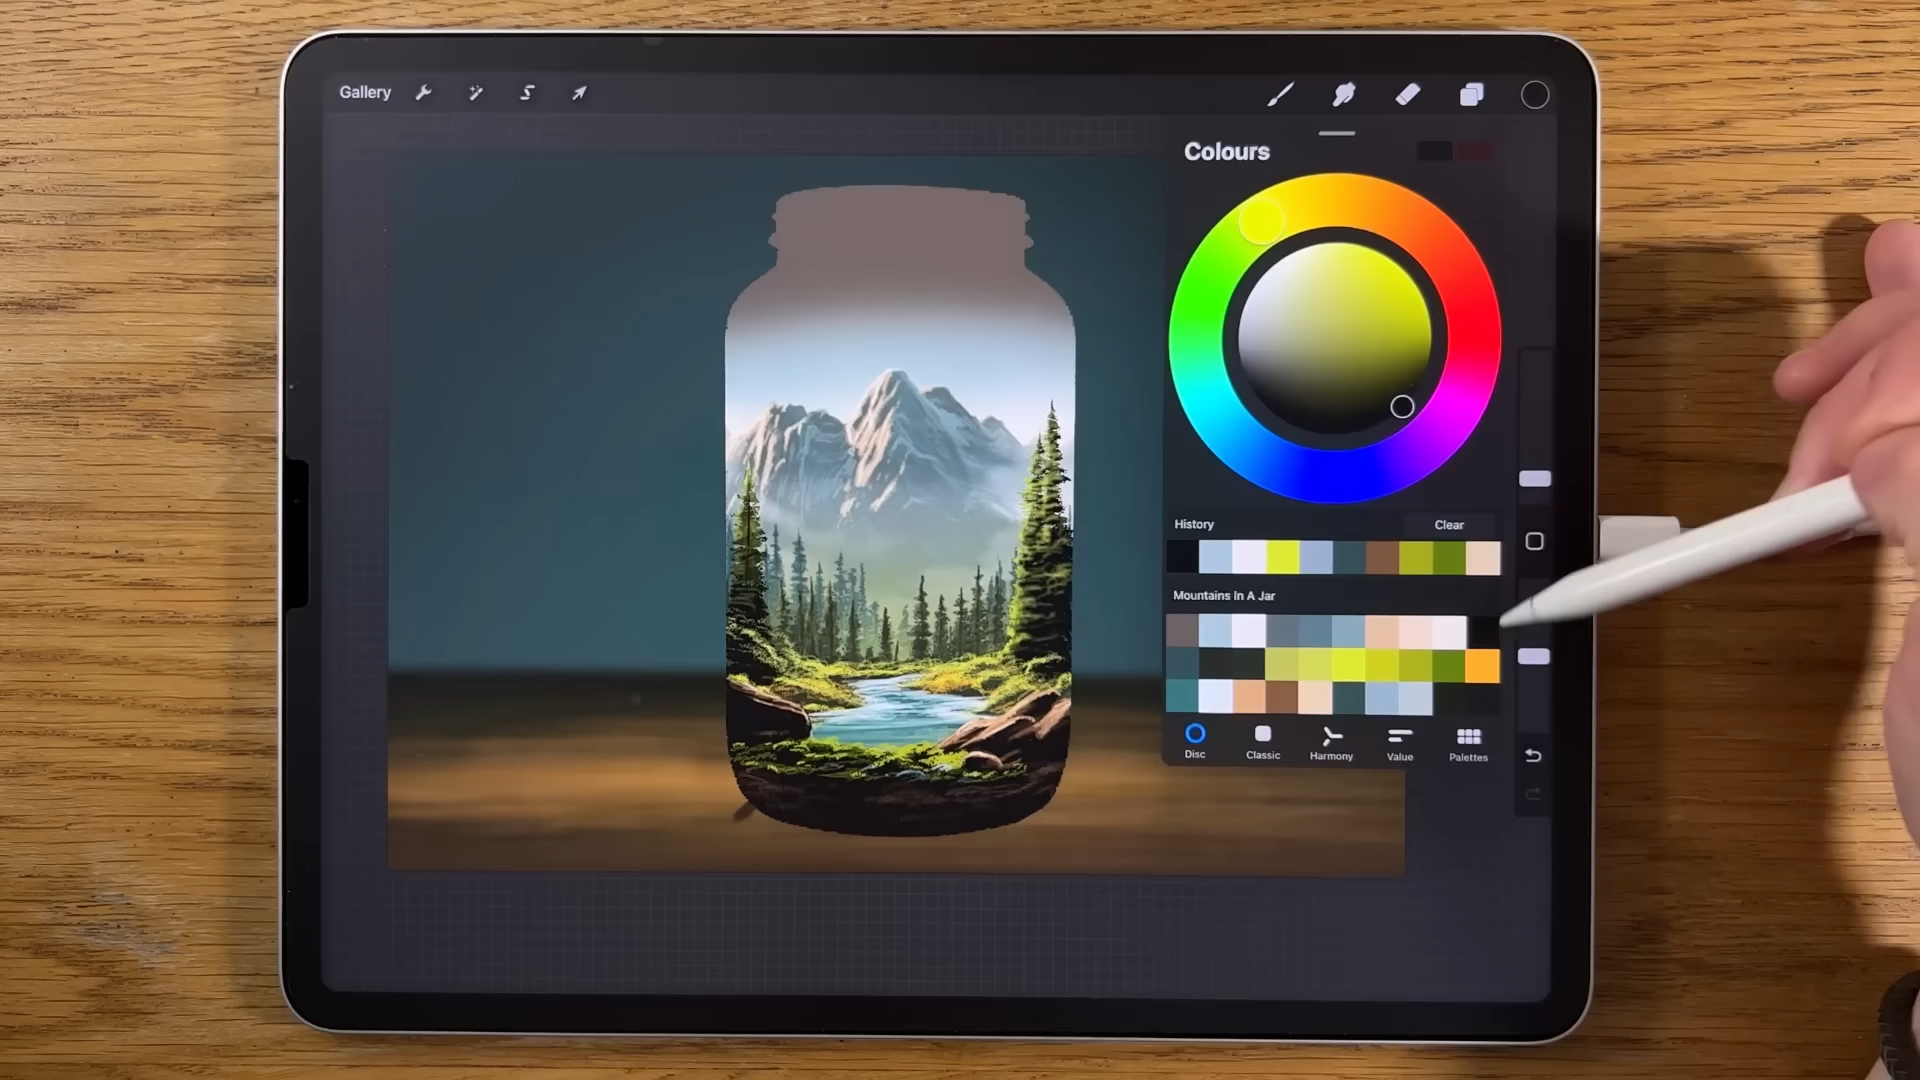 Gallery
Colours
History Clear
Mountains In A Jar
Disc Classic Harmony Value Palettes